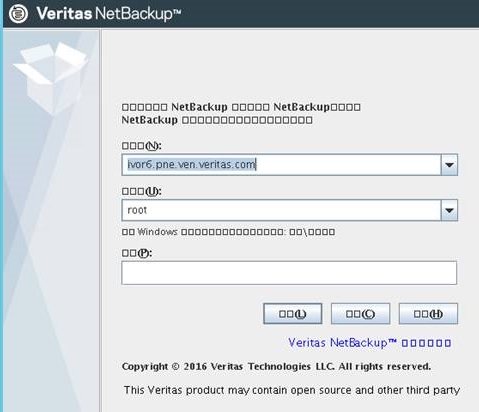 Veritas NetBackup™
□□□□□□ NetBackup □□□□□ NetBackup□□□□
NetBackup □□□□□□□□□□□□□□□□□
□□□(N):
ivor6.pne.ven.veritas.com
□□□(U):
root
□□ Windows □□□□□□□□□□□□□□: □□\□□□□
□□(P):
□□(L) □□(C) □□(H)
Veritas NetBackup™ □□□□□□
Copyright © 2016 Veritas Technologies LLC. All rights reserved.
This Veritas product may contain open source and other third party